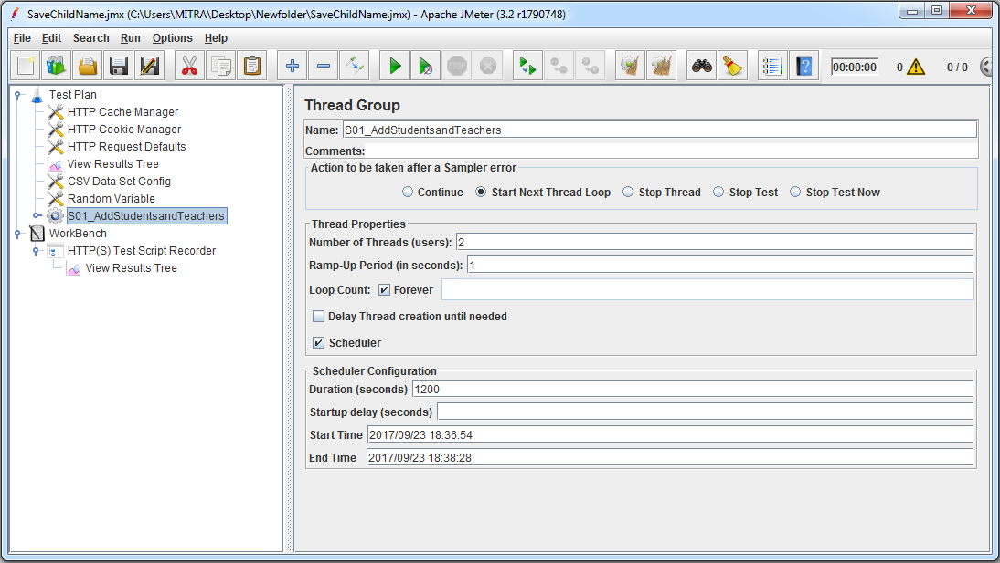 SaveChildName.jmx (C:\Users\MITRA\Desktop\Newfolder\SaveChildName.jmx) - Apache JMeter (3.2 r1790748)
File Edit Search Run Options Help
STOP 00:00:00 0 0 / 0
Test Plan
HTTP Cache Manager
HTTP Cookie Manager
HTTP Request Defaults
View Results Tree
CSV Data Set Config
Random Variable
S01_AddStudentsandTeachers
WorkBench
HTTP(S) Test Script Recorder
View Results Tree
Thread Group
Name: S01_AddStudentsandTeachers
Comments:
Action to be taken after a Sampler error
Continue Start Next Thread Loop Stop Thread Stop Test Stop Test Now
Thread Properties
Number of Threads (users): 2
Ramp-Up Period (in seconds): 1
Loop Count: Forever
Delay Thread creation until needed
Scheduler
Scheduler Configuration
Duration (seconds) 1200
Startup delay (seconds)
Start Time 2017/09/23 18:36:54
End Time 2017/09/23 18:38:28